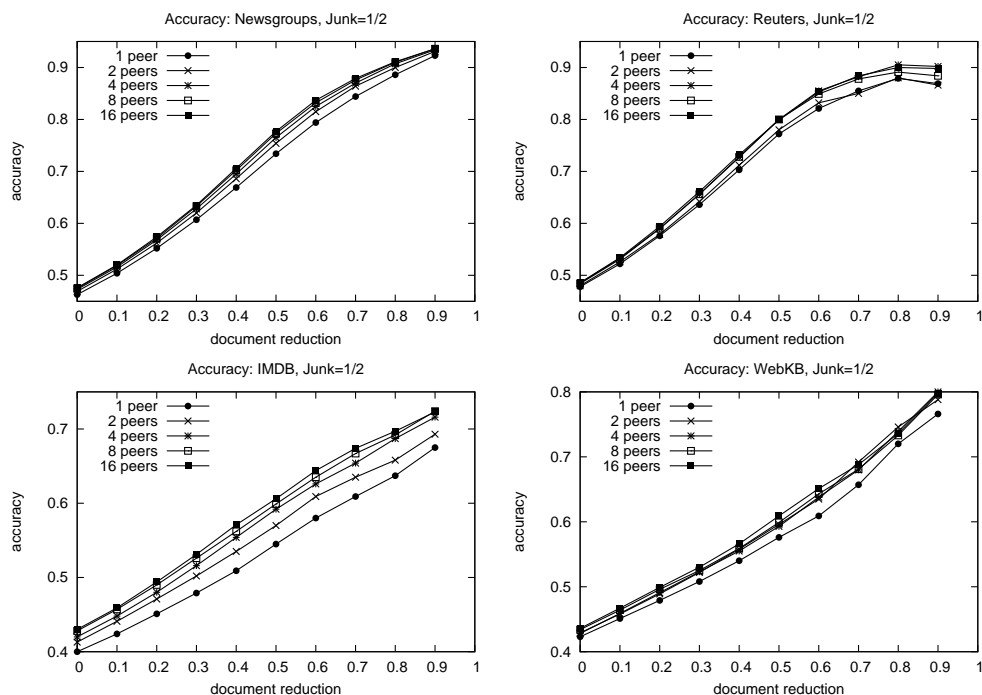 Accuracy: Newsgroups, Junk=1/2
accuracy
0.9
0.8
0.7
0.6
0.5
1 peer
2 peers
4 peers
8 peers
16 peers
0 0.1 0.2 0.3 0.4 0.5 0.6 0.7 0.8 0.9 1
document reduction
Accuracy: Reuters, Junk=1/2
accuracy
0.9
0.8
0.7
0.6
0.5
1 peer
2 peers
4 peers
8 peers
16 peers
0 0.1 0.2 0.3 0.4 0.5 0.6 0.7 0.8 0.9 1
document reduction
Accuracy: IMDB, Junk=1/2
accuracy
0.7
0.6
0.5
0.4
1 peer
2 peers
4 peers
8 peers
16 peers
0 0.1 0.2 0.3 0.4 0.5 0.6 0.7 0.8 0.9 1
document reduction
Accuracy: WebKB, Junk=1/2
accuracy
0.8
0.7
0.6
0.5
0.4
1 peer
2 peers
4 peers
8 peers
16 peers
0 0.1 0.2 0.3 0.4 0.5 0.6 0.7 0.8 0.9 1
document reduction